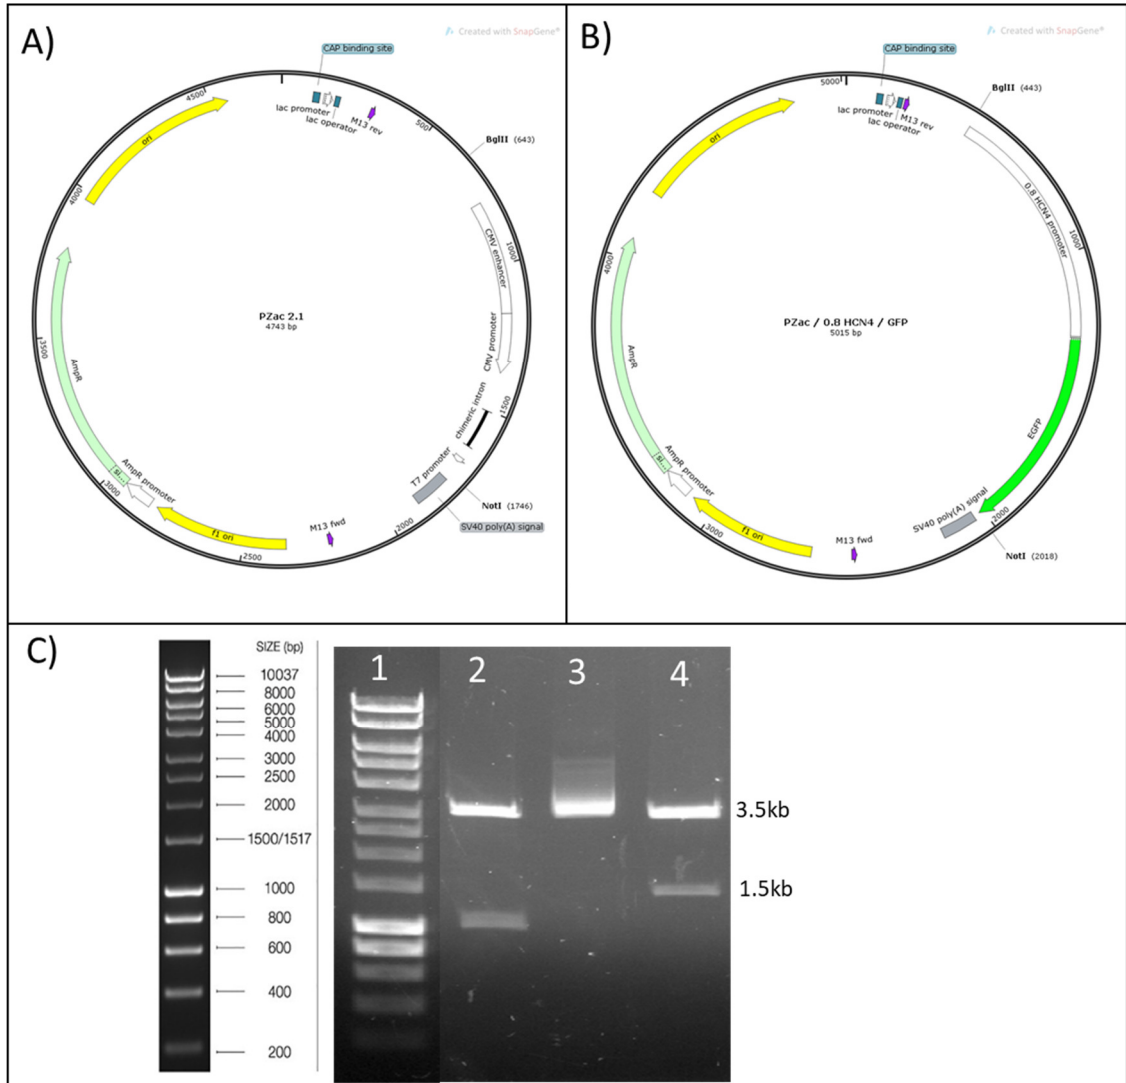 A)
Created with SnapGene®
CAP binding site
lac promoter
lac operator
M13 rev
500
BglII (643)
CMV enhancer
1000
CMV promoter
chimeric intron
1500
T7 promoter
NotI (1746)
SV40 poly(A) signal
2000
M13 fwd
2500
f1 ori
AmpR promoter
3000
si...
AmpR
3500
4000
ori
4500
PZac 2.1
4743 bp
B)
Created with SnapGene®
CAP binding site
5000
lac promoter
lac operator
M13 rev
BglII (443)
0.8 HCN4 promoter
1000
EGFP
SV40 poly(A) signal
2000
NotI (2018)
M13 fwd
f1 ori
3000
AmpR promoter
si...
AmpR
4000
ori
PZac / 0.8 HCN4 / GFP
5015 bp
C)
SIZE (bp)
10037
8000
6000
5000
4000
3000
2500
2000
1500/1517
1000
800
600
400
200
1 2 3 4
3.5kb
1.5kb